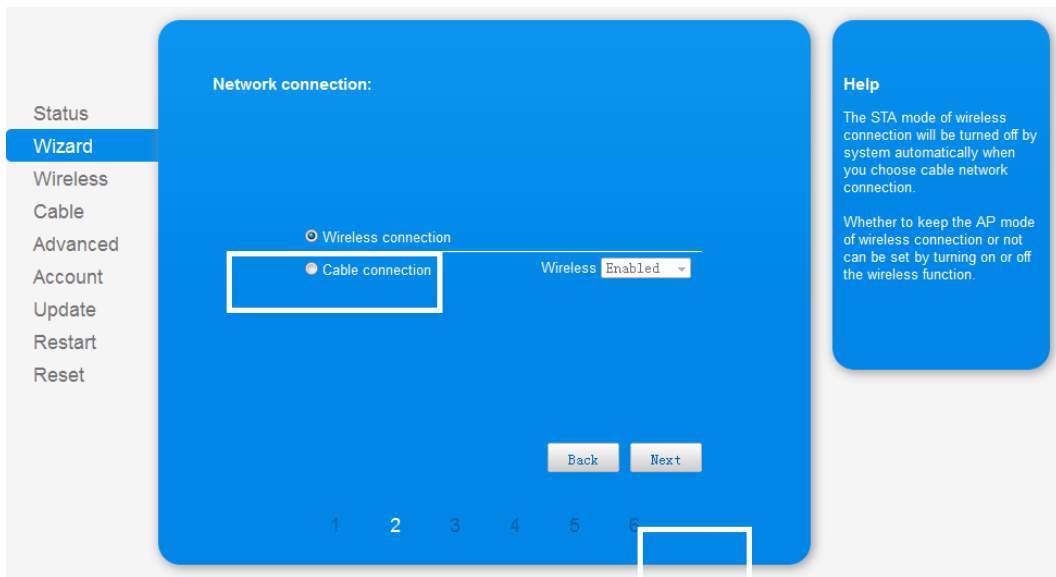 Status
Wizard
Wireless
Cable
Advanced
Account
Update
Restart
Reset
Network connection:
Wireless connection
Cable connection Wireless Enabled
Back Next
1 2 3 4 5 6
Help
The STA mode of wireless
connection will be turned off by
system automatically when
you choose cable network
connection.
Whether to keep the AP mode
of wireless connection or not
can be set by turning on or off
the wireless function.